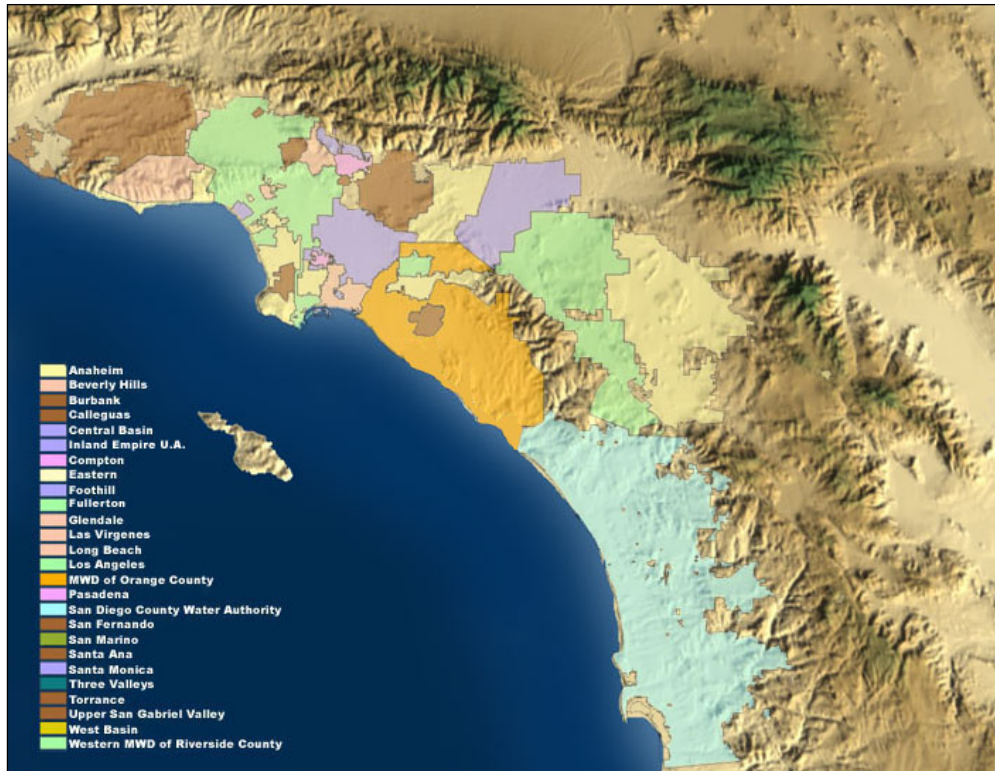 Anaheim
Beverly Hills
Burbank
Calleguas
Central Basin
Inland Empire U.A.
Compton
Eastern
Foothill
Fullerton
Glendale
Las Virgenes
Long Beach
Los Angeles
MWD of Orange County
Pasadena
San Diego County Water Authority
San Fernando
San Marino
Santa Ana
Santa Monica
Three Valleys
Torrance
Upper San Gabriel Valley
West Basin
Western MWD of Riverside County